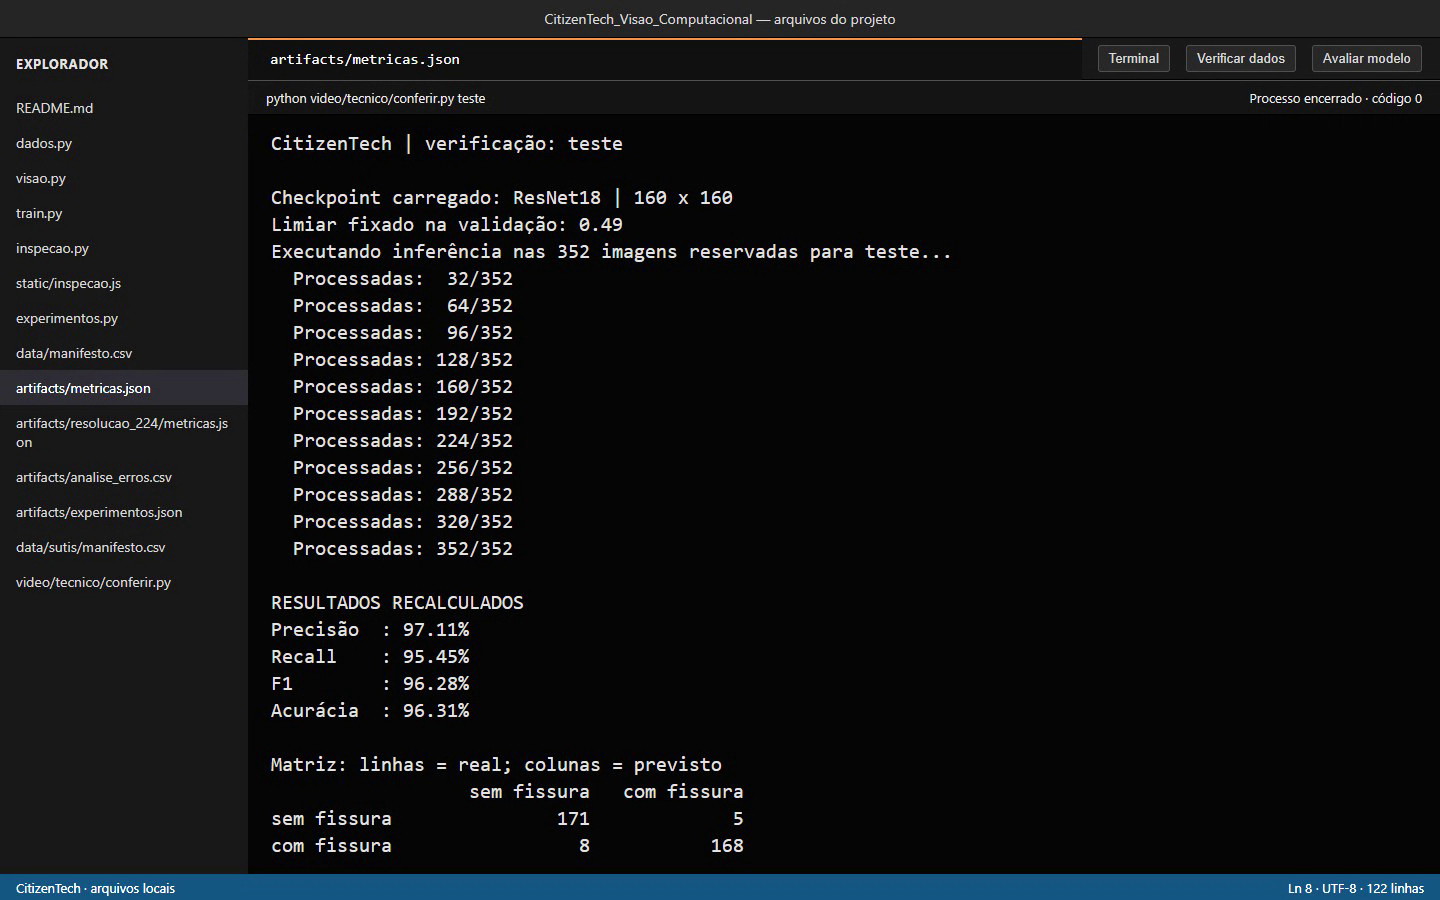 CitizenTech_Visao_Computacional — arquivos do projeto
EXPLORADOR
README.md
dados.py
visao.py
train.py
inspecao.py
static/inspecao.js
experimentos.py
data/manifesto.csv
artifacts/metricas.json
artifacts/resolucao_224/metricas.js
on
artifacts/analise_erros.csv
artifacts/experimentos.json
data/sutis/manifesto.csv
video/tecnico/conferir.py
artifacts/metricas.json
Terminal
Verificar dados
Avaliar modelo
python video/tecnico/conferir.py teste
Processo encerrado · código 0
CitizenTech | verificação: teste
Checkpoint carregado: ResNet18 | 160 x 160
Limiar fixado na validação: 0.49
Executando inferência nas 352 imagens reservadas para teste...
Processadas:  32/352
Processadas:  64/352
Processadas:  96/352
Processadas: 128/352
Processadas: 160/352
Processadas: 192/352
Processadas: 224/352
Processadas: 256/352
Processadas: 288/352
Processadas: 320/352
Processadas: 352/352
RESULTADOS RECALCULADOS
Precisão  : 97.11%
Recall    : 95.45%
F1        : 96.28%
Acurácia  : 96.31%
Matriz: linhas = real; colunas = previsto
sem fissura   com fissura
sem fissura               171             5
com fissura                 8           168
CitizenTech · arquivos locais
Ln 8 · UTF-8 · 122 linhas